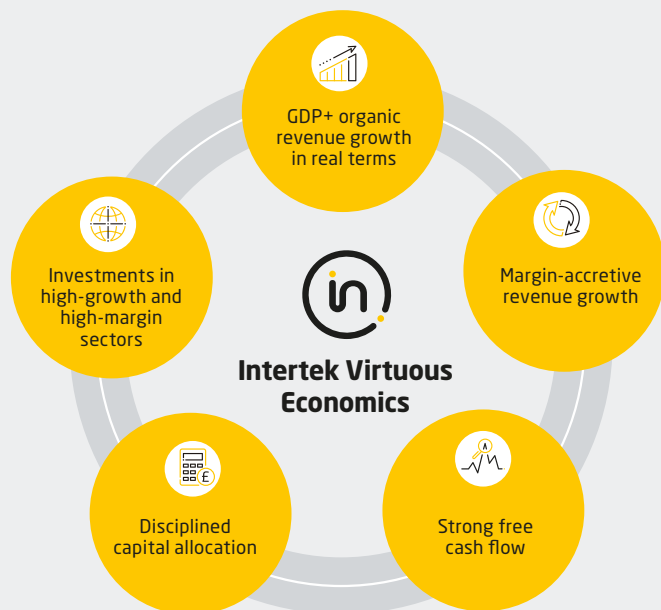 GDP+ organic
revenue growth
in real terms
Margin-accretive
revenue growth
Strong free
cash flow
£
Disciplined
capital allocation
Investments in
high-growth and
high-margin
sectors
in
Intertek Virtuous
Economics